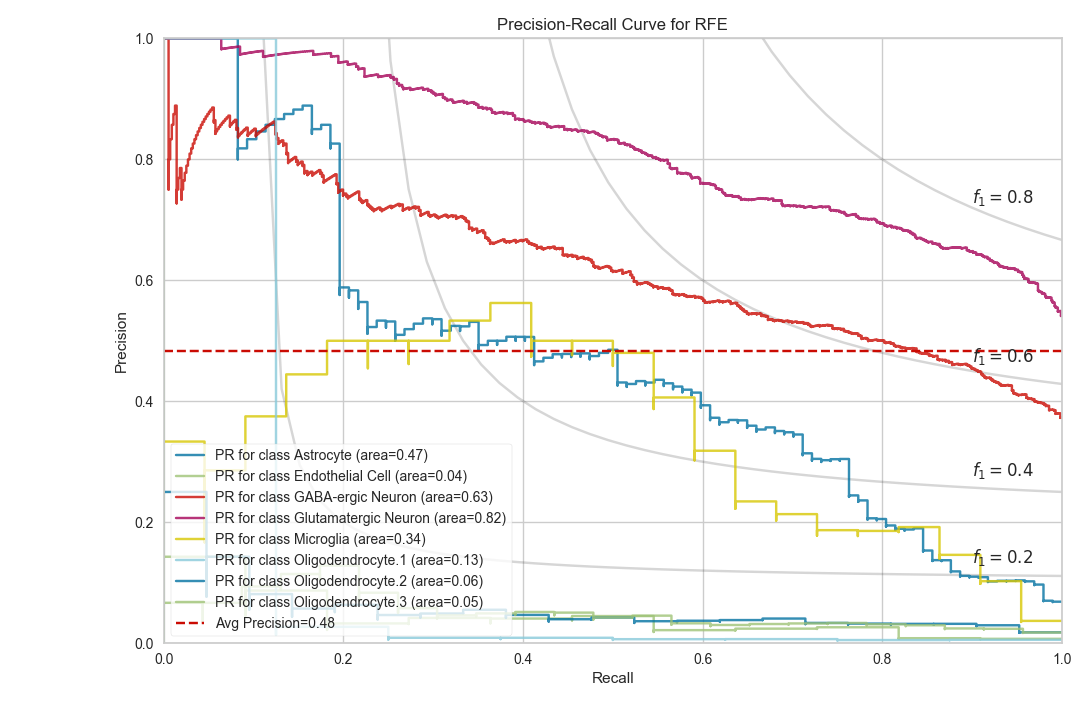 Precision-Recall Curve for RFE
1.0
0.8
0.6
0.4
0.2
0.0
Precision
f1 = 0.8
f1 = 0.6
f1 = 0.4
f1 = 0.2
PR for class Astrocyte (area=0.47)
PR for class Endothelial Cell (area=0.04)
PR for class GABA-ergic Neuron (area=0.63)
PR for class Glutamatergic Neuron (area=0.82)
PR for class Microglia (area=0.34)
PR for class Oligodendrocyte.1 (area=0.13)
PR for class Oligodendrocyte.2 (area=0.06)
PR for class Oligodendrocyte.3 (area=0.05)
Avg Precision=0.48
0.0 0.2 0.4 0.6 0.8 1.0
Recall